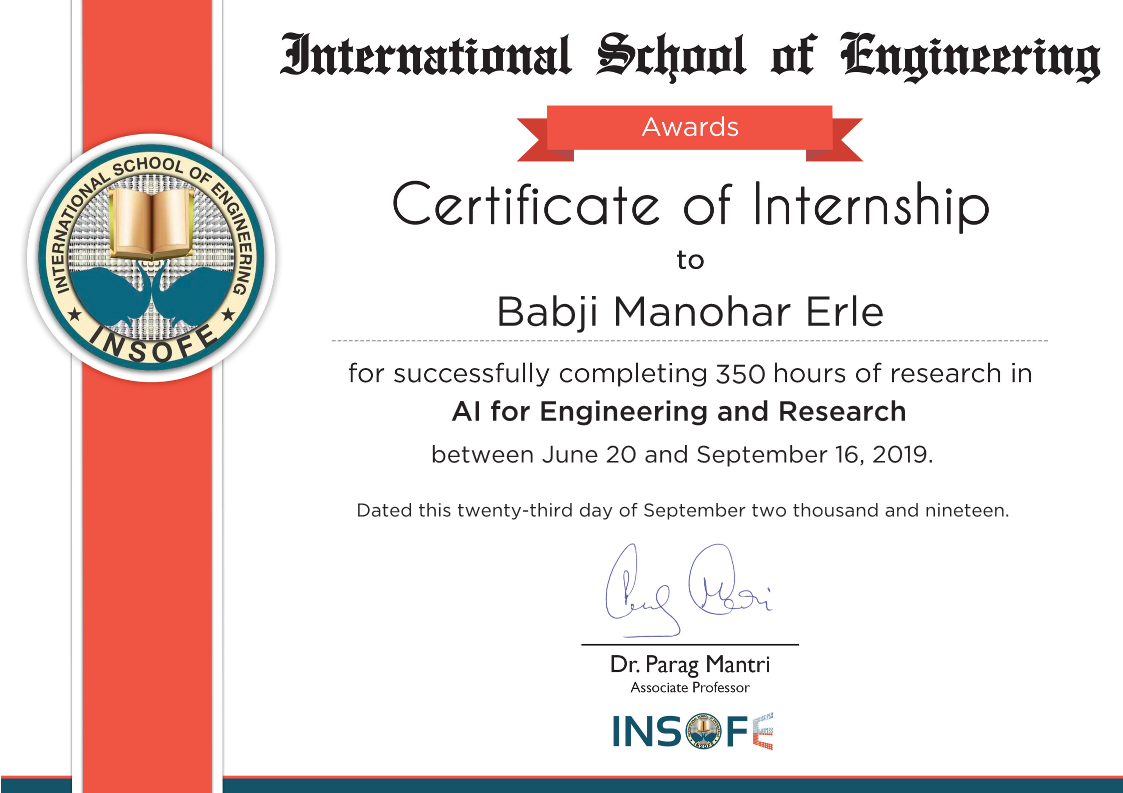 International School of Engineering
Awards
Certificate of Internship
to
Babji Manohar Erle
for successfully completing 350 hours of research in
AI for Engineering and Research
between June 20 and September 16, 2019.
Dated this twenty-third day of September two thousand and nineteen.
Dr. Parag Mantri
Associate Professor
INSOFE
INTERNATIONAL SCHOOL OF ENGINEERING
★ INSOFE ★